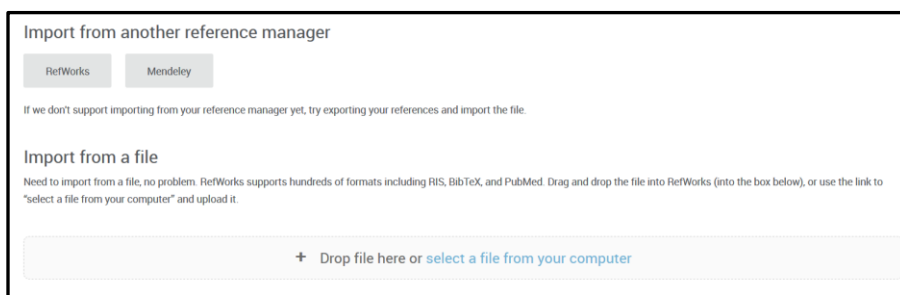 Import from another reference manager
RefWorks Mendeley
If we don't support importing from your reference manager yet, try exporting your references and import the file.
Import from a file
Need to import from a file, no problem. RefWorks supports hundreds of formats including RIS, BibTeX, and PubMed. Drag and drop the file into RefWorks (into the box below), or use the link to
"select a file from your computer" and upload it.
+ Drop file here or select a file from your computer